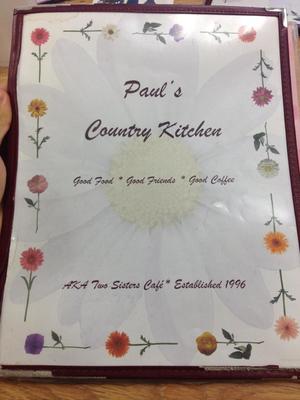 Paul's
Country Kitchen
Good Food * Good Friends * Good Coffee
AKA Two Sisters Café * Established 1996